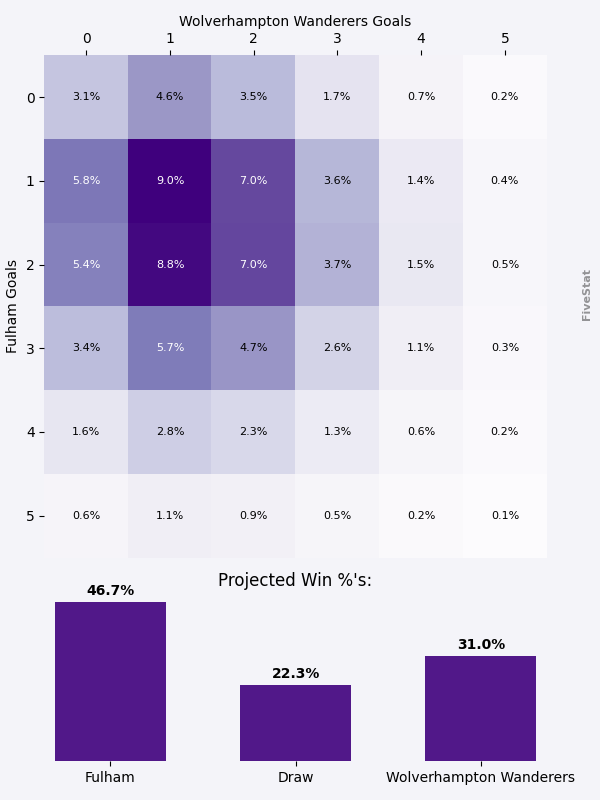 Wolverhampton Wanderers Goals
0 1 2 3 4 5
0 3.1% 4.6% 3.5% 1.7% 0.7% 0.2%
1 5.8% 9.0% 7.0% 3.6% 1.4% 0.4%
2 5.4% 8.8% 7.0% 3.7% 1.5% 0.5%
3 3.4% 5.7% 4.7% 2.6% 1.1% 0.3%
4 1.6% 2.8% 2.3% 1.3% 0.6% 0.2%
5 0.6% 1.1% 0.9% 0.5% 0.2% 0.1%
Fulham Goals
FiveStat
Projected Win %'s:
46.7% 22.3% 31.0%
Fulham Draw Wolverhampton Wanderers